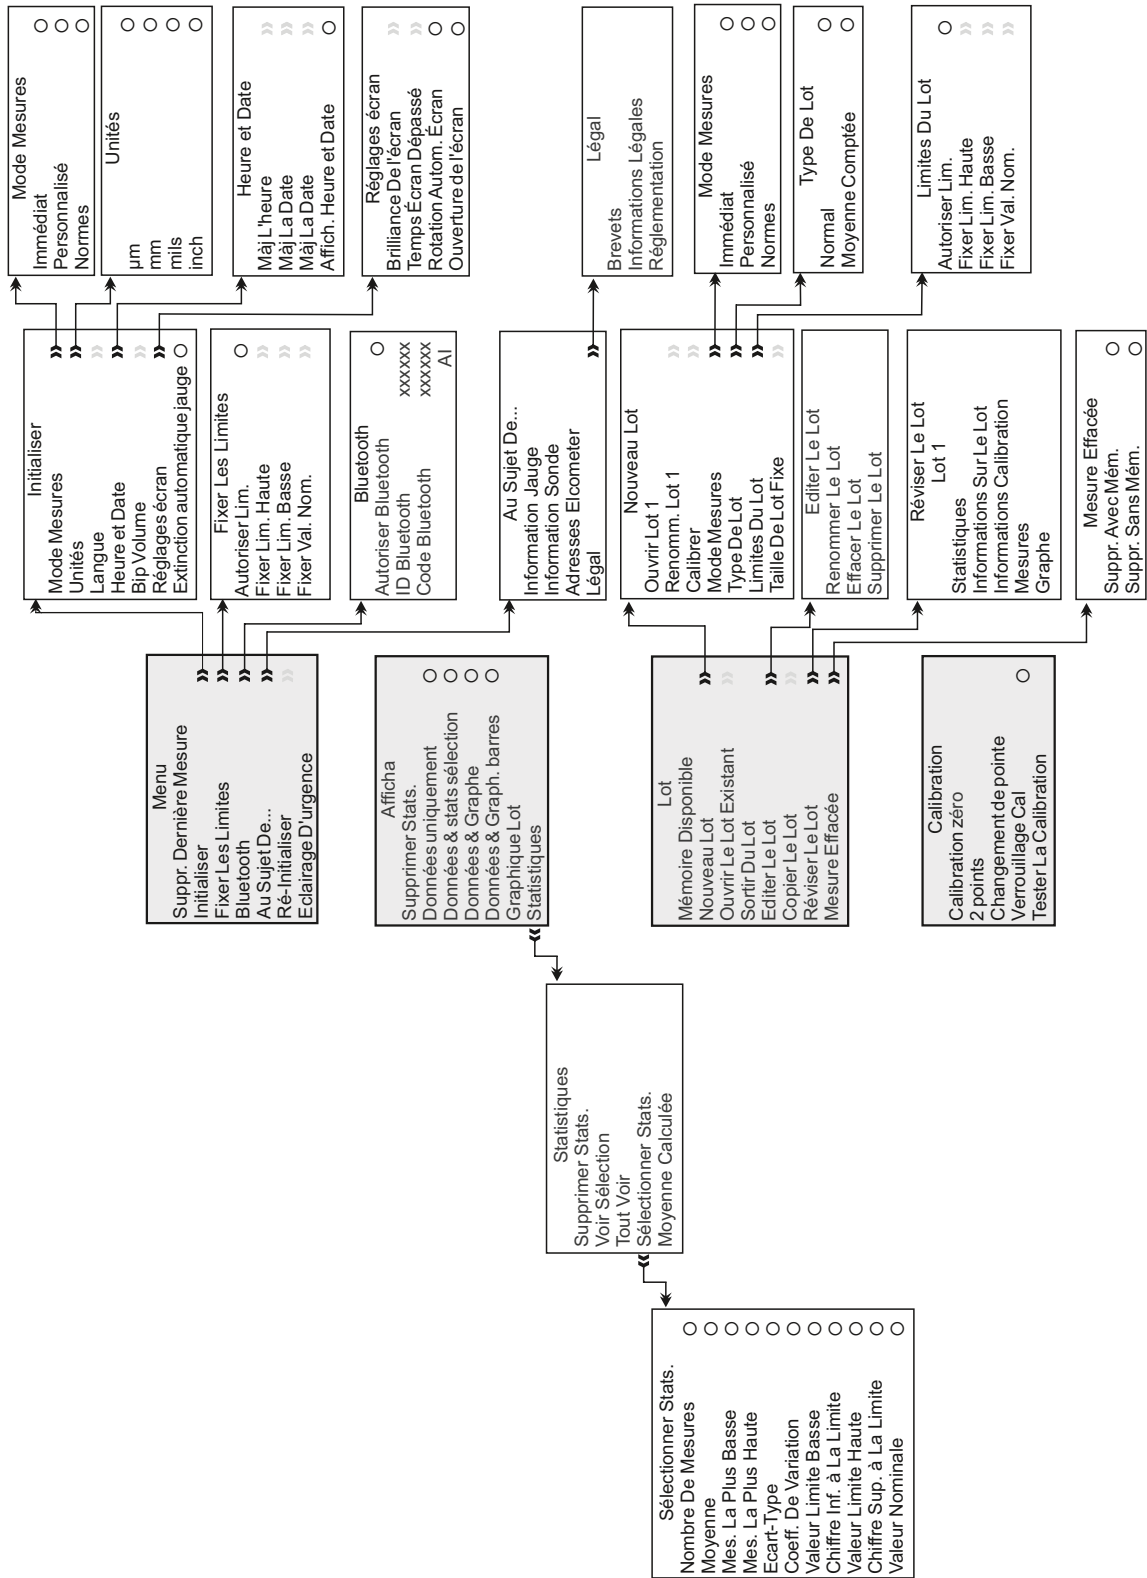 Menu
Suppr. Dernière Mesure
Initialiser
Fixer Les Limites
Bluetooth
Au Sujet De...
Ré-Initialiser
Eclairage D'urgence
Initialiser
Mode Mesures
Unités
Langue
Heure et Date
Bip Volume
Réglages écran
Extinction automatique jauge
Mode Mesures
Immédiat
Personnalisé
Normes
Unités
µm
mm
mils
inch
Heure et Date
Màj L'heure
Màj La Date
Màj La Date
Affich. Heure et Date
Réglages écran
Brilliance De l'écran
Temps Écran Dépassé
Rotation Autom. Écran
Ouverture de l'écran
Fixer Les Limites
Autoriser Lim.
Fixer Lim. Haute
Fixer Lim. Basse
Fixer Val. Nom.
Bluetooth
Autoriser Bluetooth
ID Bluetooth xxxxxx
Code Bluetooth xxxxxx
AI
Au Sujet De...
Information Jauge
Information Sonde
Adresses Elcometer
Légal
Légal
Brevets
Informations Légales
Réglementation
Afficha
Supprimer Stats.
Données uniquement
Données & stats sélection
Données & Graphe
Données & Graph. barres
Graphique Lot
Statistiques
Statistiques
Supprimer Stats.
Voir Sélection
Tout Voir
Sélectionner Stats.
Moyenne Calculée
Sélectionner Stats.
Nombre De Mesures
Moyenne
Mes. La Plus Basse
Mes. La Plus Haute
Ecart-Type
Coeff. De Variation
Valeur Limite Basse
Chiffre Inf. à La Limite
Valeur Limite Haute
Chiffre Sup. à La Limite
Valeur Nominale
Lot
Mémoire Disponible
Nouveau Lot
Ouvrir Le Lot Existant
Sortir Du Lot
Editer Le Lot
Copier Le Lot
Réviser Le Lot
Mesure Effacée
Nouveau Lot
Ouvrir Lot 1
Renomm. Lot 1
Calibrer
Mode Mesures
Type De Lot
Limites Du Lot
Taille De Lot Fixe
Mode Mesures
Immédiat
Personnalisé
Normes
Type De Lot
Normal
Moyenne Comptée
Limites Du Lot
Autoriser Lim.
Fixer Lim. Haute
Fixer Lim. Basse
Fixer Val. Nom.
Editer Le Lot
Renommer Le Lot
Effacer Le Lot
Supprimer Le Lot
Réviser Le Lot
Lot 1
Statistiques
Informations Sur Le Lot
Informations Calibration
Mesures
Graphe
Mesure Effacée
Suppr. Avec Mém.
Suppr. Sans Mém.
Calibration
Calibration zéro
2 points
Changement de pointe
Verrouillage Cal
Tester La Calibration